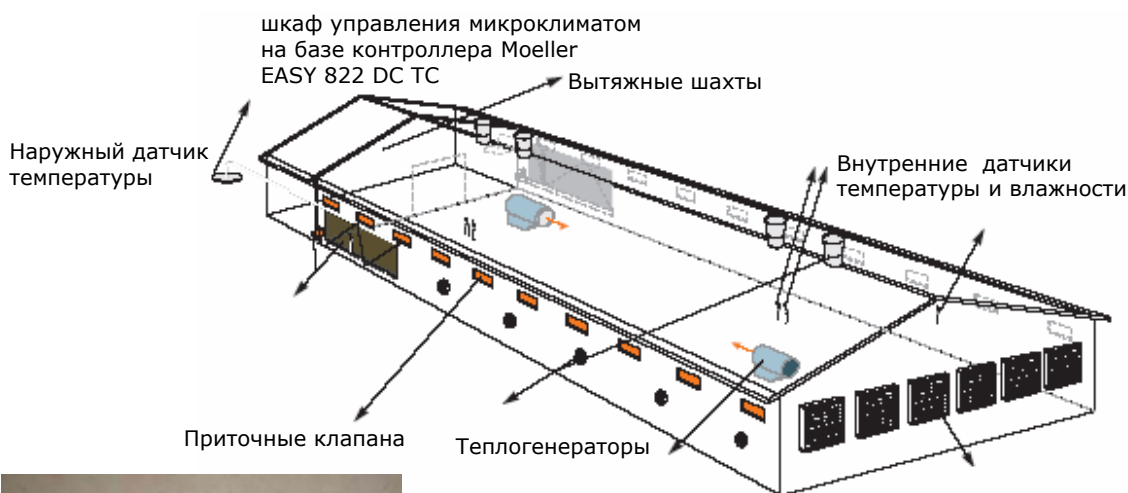 шкаф управления микроклиматом
на базе контроллера Moeller
EASY 822 DC TC
Вытяжные шахты
Наружный датчик
температуры
Внутренние датчики
температуры и влажности
Приточные клапана
Теплогенераторы